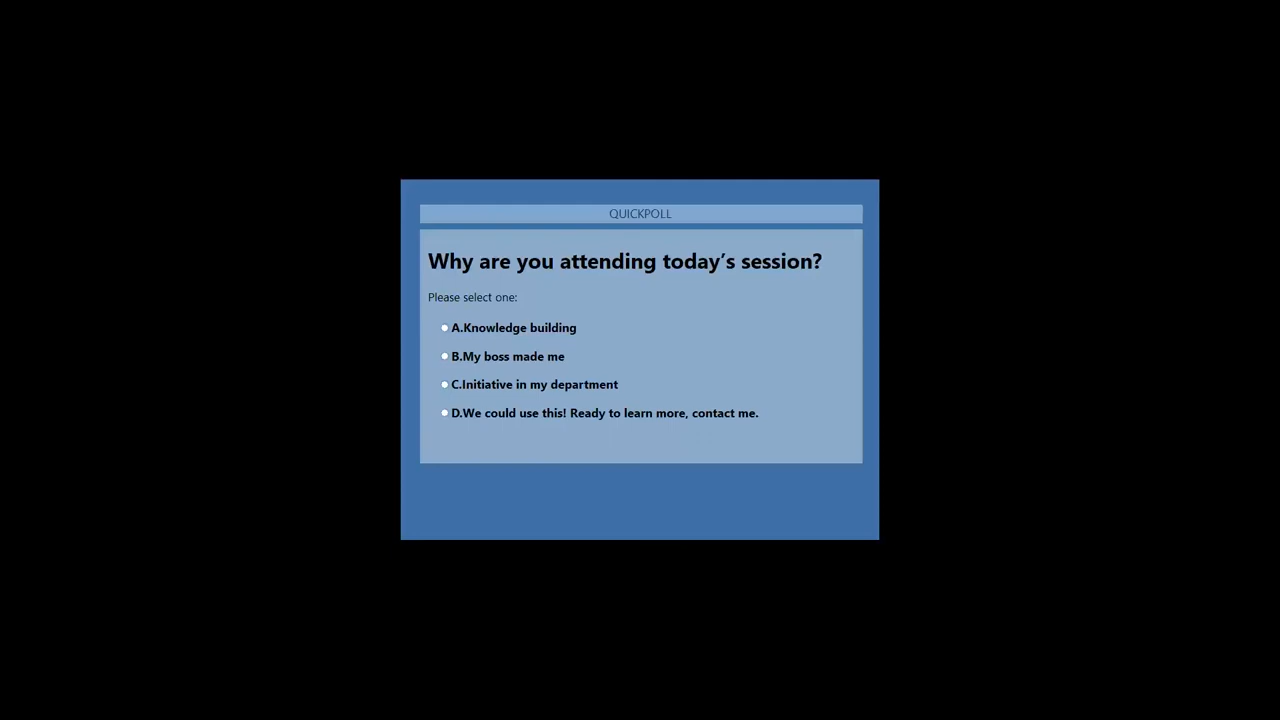 QUICKPOLL
Why are you attending today's session?
Please select one:
A.Knowledge building
B.My boss made me
C.Initiative in my department
D.We could use this! Ready to learn more, contact me.